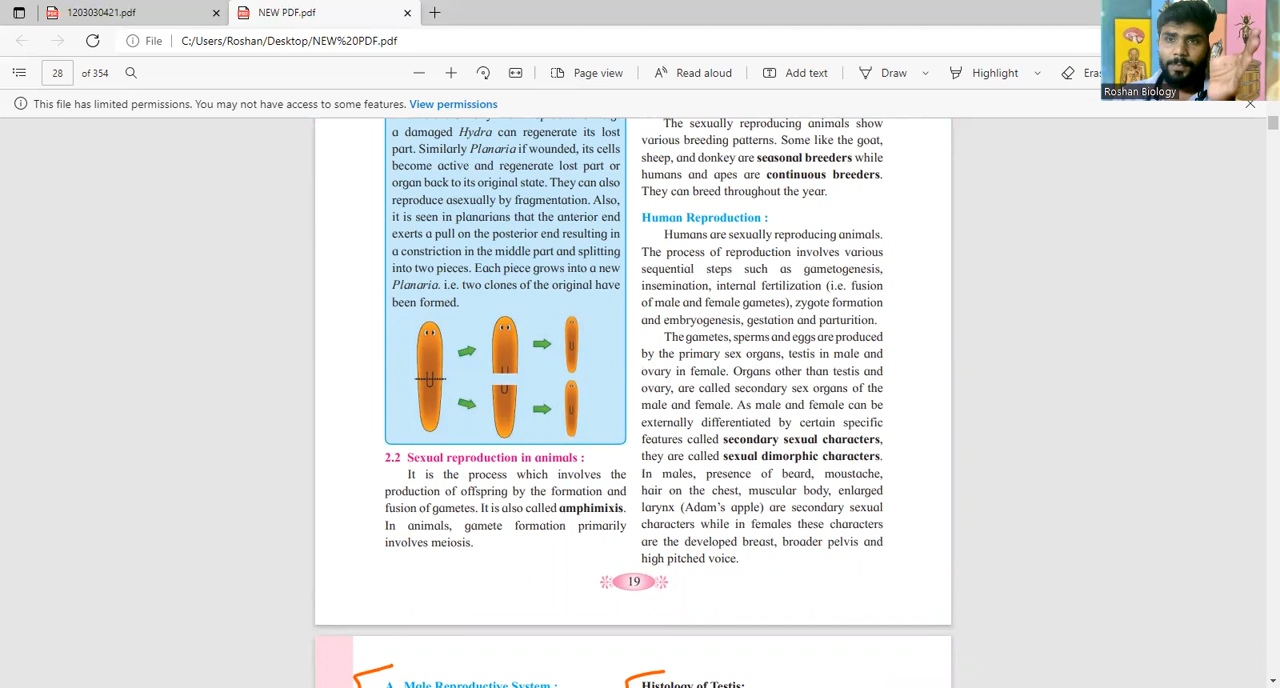 1203030421.pdf
NEW PDF.pdf
File
C:/Users/Roshan/Desktop/NEW%20PDF.pdf
28
of 354
Page view
Read aloud
Add text
Draw
Highlight
Roshan Biology
This file has limited permissions. You may not have access to some features. View permissions
a damaged Hydra can regenerate its lost
part. Similarly Planaria if wounded, its cells
become active and regenerate lost part or
organ back to its original state. They can also
reproduce asexually by fragmentation. Also,
it is seen in planarians that the anterior end
exerts a pull on the posterior end resulting in
a constriction in the middle part and splitting
into two pieces. Each piece grows into a new
Planaria. i.e. two clones of the original have
been formed.
2.2 Sexual reproduction in animals :
It is the process which involves the
production of offspring by the formation and
fusion of gametes. It is also called amphimixis.
In animals, gamete formation primarily
involves meiosis.
The sexually reproducing animals show
various breeding patterns. Some like the goat,
sheep, and donkey are seasonal breeders while
humans and apes are continuous breeders.
They can breed throughout the year.
Human Reproduction :
Humans are sexually reproducing animals.
The process of reproduction involves various
sequential steps such as gametogenesis,
insemination, internal fertilization (i.e. fusion
of male and female gametes), zygote formation
and embryogenesis, gestation and parturition.
The gametes, sperms and eggs are produced
by the primary sex organs, testis in male and
ovary in female. Organs other than testis and
ovary, are called secondary sex organs of the
male and female. As male and female can be
externally differentiated by certain specific
features called secondary sexual characters,
they are called sexual dimorphic characters.
In males, presence of beard, moustache,
hair on the chest, muscular body, enlarged
larynx (Adam's apple) are secondary sexual
characters while in females these characters
are the developed breast, broader pelvis and
high pitched voice.
19
A. Male Reproductive System :
Histology of Testis: